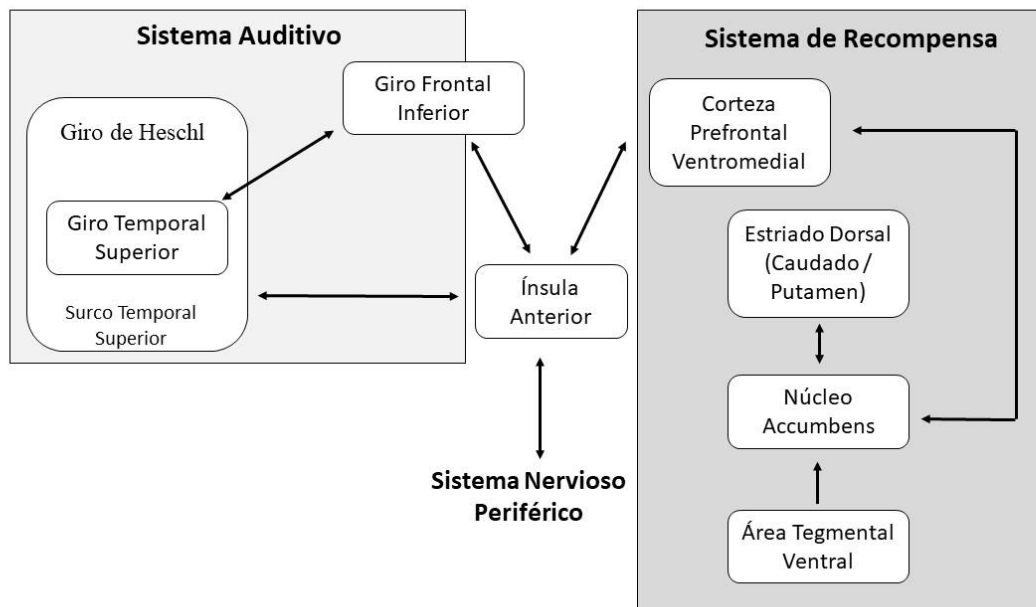 Sistema Auditivo
Giro Frontal
Inferior
Giro de Heschl
Giro Temporal
Superior
Surco Temporal
Superior
Ínsula
Anterior
Sistema Nervioso
Periférico
Sistema de Recompensa
Corteza
Prefrontal
Ventromedial
Estriado Dorsal
(Caudado /
Putamen)
Núcleo
Accumbens
Área Tegmental
Ventral